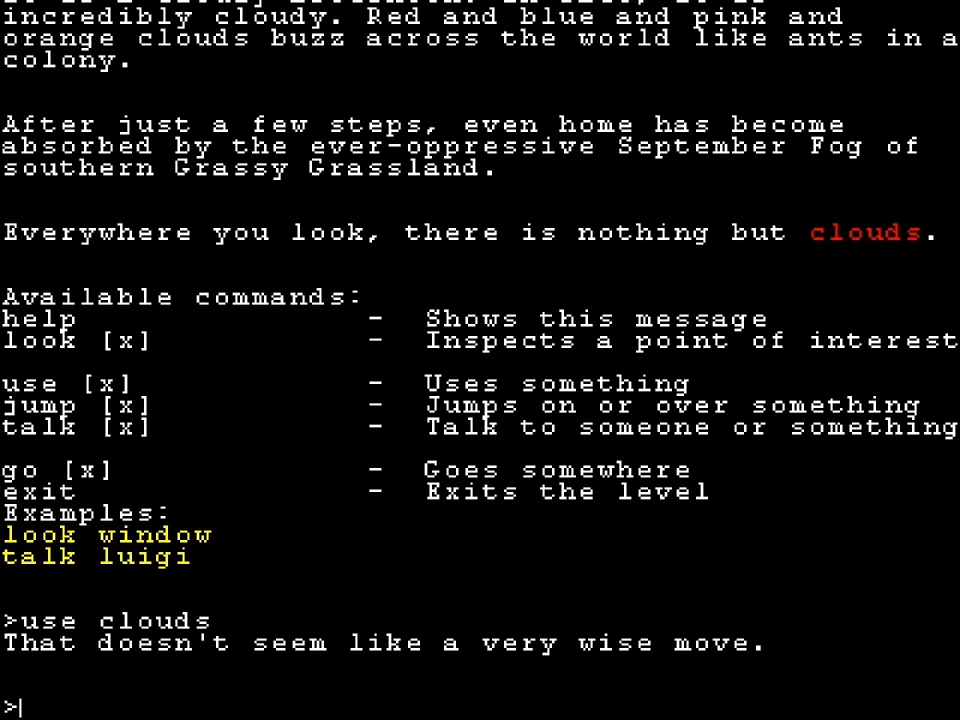 incredibly cloudy. Red and blue and pink and
orange clouds buzz across the world like ants in a
colony.
After just a few steps, even home has become
absorbed by the ever-oppressive September Fog of
southern Grassy Grassland.
Everywhere you look, there is nothing but clouds.
Available commands:
help - Shows this message
look [x] - Inspects a point of interest
use [x] - Uses something
jump [x] - Jumps on or over something
talk [x] - Talk to someone or something
go [x] - Goes somewhere
exit - Exits the level
Examples:
look window
talk luigi
>use clouds
That doesn't seem like a very wise move.
>